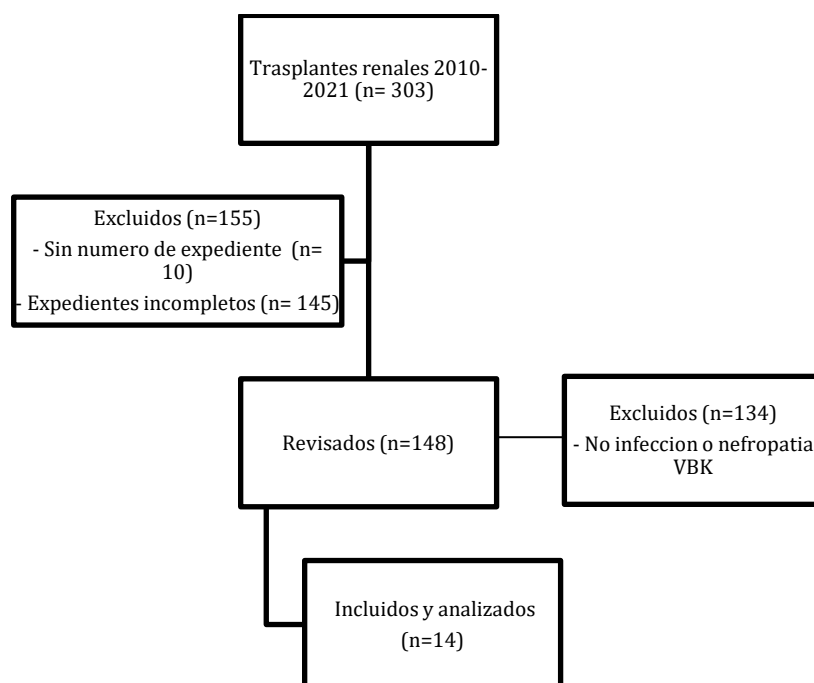 Trasplantes renales 2010-
2021 (n= 303)
Excluidos (n=155)
- Sin numero de expediente  (n=
10)
- Expedientes incompletos (n= 145)
Revisados (n=148)
Excluidos (n=134)
- No infeccion o nefropatia
VBK
Incluidos y analizados
(n=14)